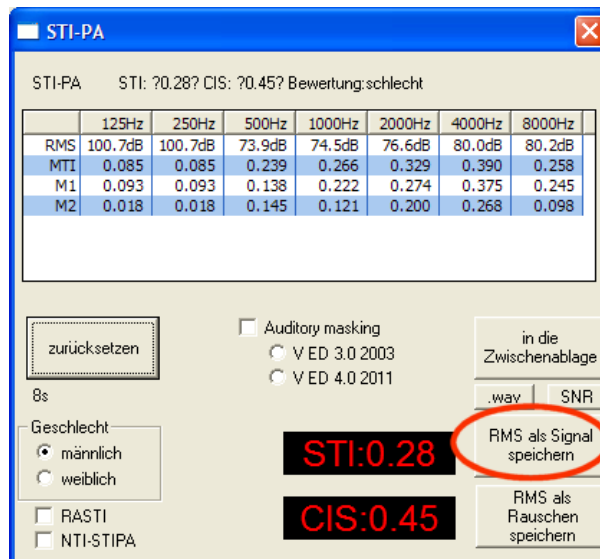 STI-PA
STI-PA STI: ?0.28? CIS: ?0.45? Bewertung:schlecht
125Hz 250Hz 500Hz 1000Hz 2000Hz 4000Hz 8000Hz
RMS 100.7dB 100.7dB 73.9dB 74.5dB 76.6dB 80.0dB 80.2dB
MTI 0.085 0.085 0.239 0.266 0.329 0.390 0.258
M1 0.093 0.093 0.138 0.222 0.274 0.375 0.245
M2 0.018 0.018 0.145 0.121 0.200 0.268 0.098
zurücksetzen
8s
Auditory masking
V ED 3.0 2003
V ED 4.0 2011
in die
Zwischenablage
.wav SNR
Geschlecht
männlich
weiblich
RASTI
NTI-STIPA
STI:0.28
CIS:0.45
RMS als Signal
speichern
RMS als
Rauschen
speichern